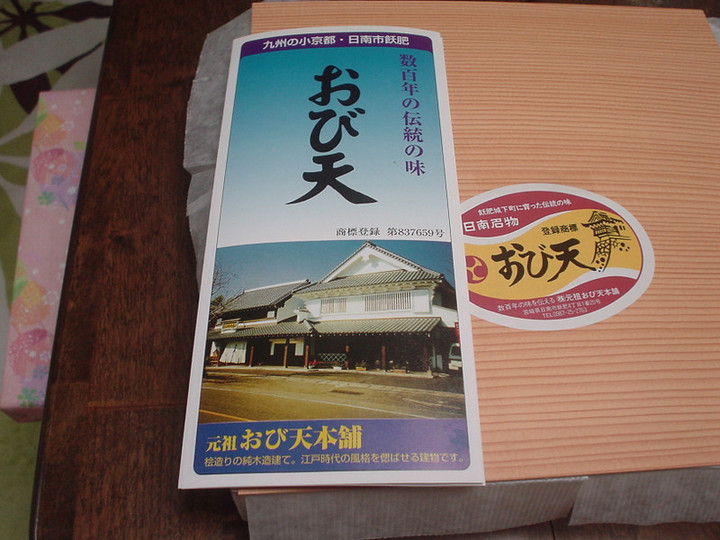 九州の小京都・日南市飫肥
数百年の伝統の味
おび天
商標登録 第837659号
元祖 おび天本舗
桧造りの純木造建て。江戸時代の風格を偲ばせる建物です。
飫肥城下町に育った伝統の味
日南名物
登録商標
おび天
数百年の味を伝える ㈱元祖おび天本舗